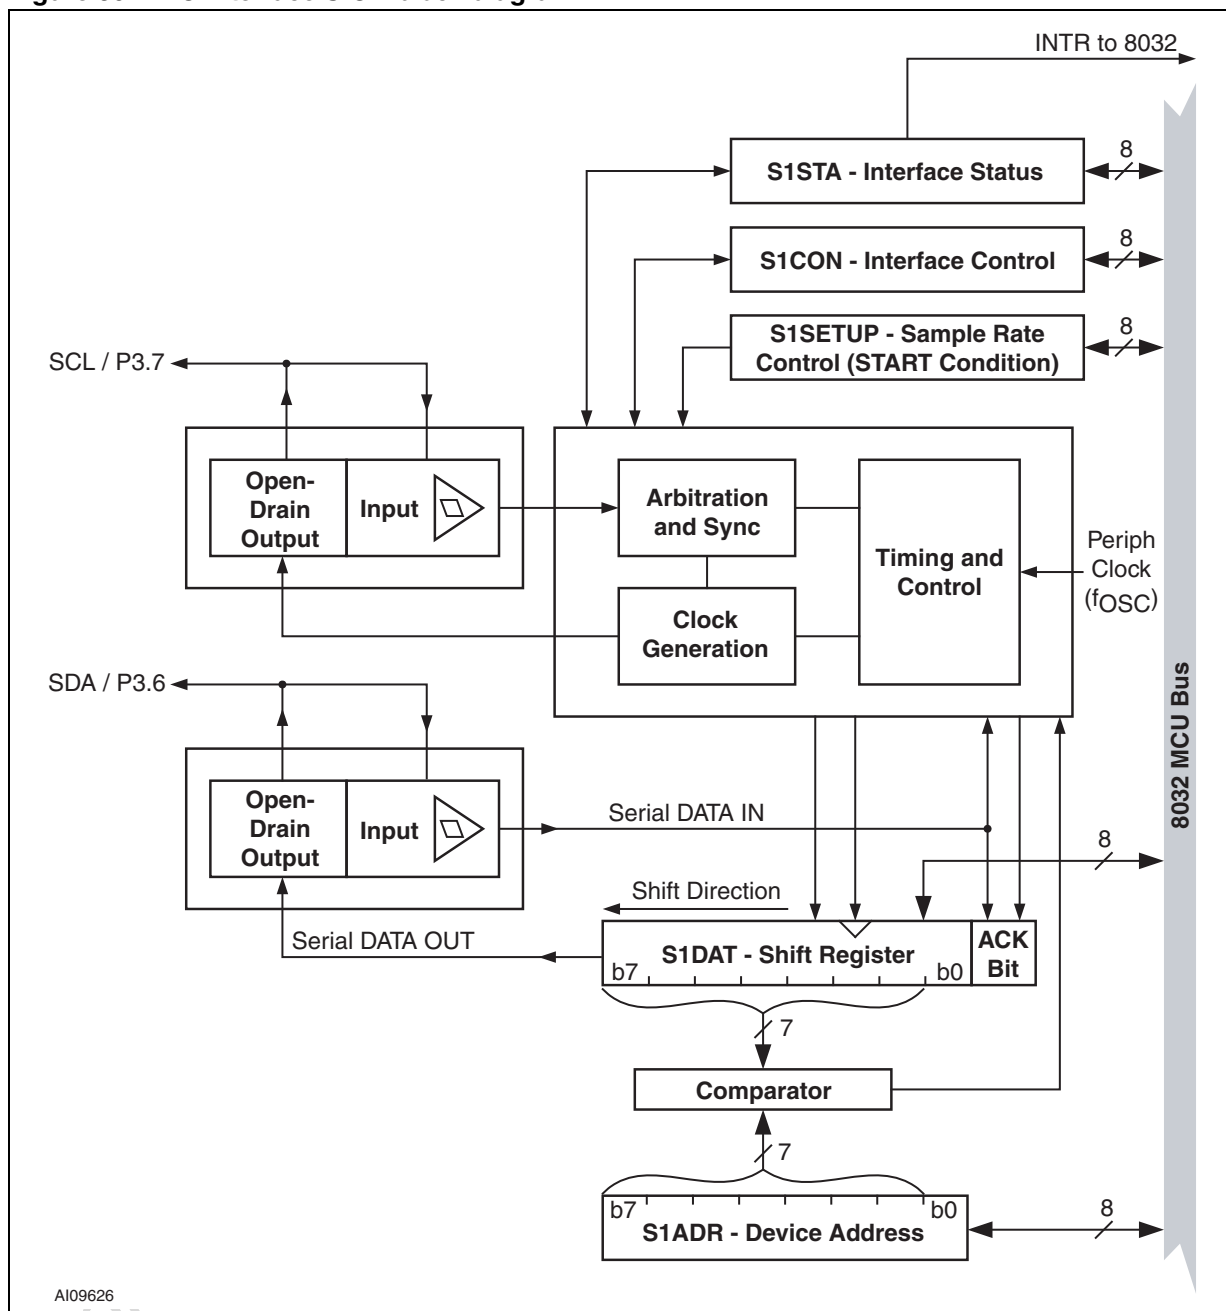 INTR to 8032
S1STA - Interface Status
8
S1CON - Interface Control
8
S1SETUP - Sample Rate
Control (START Condition)
8
SCL / P3.7
Open-
Drain
Output
Input
Arbitration
and Sync
Timing and
Control
Periph
Clock
(fOSC)
Clock
Generation
SDA / P3.6
8032 MCU Bus
Open-
Drain
Output
Input
Serial DATA IN
8
Shift Direction
Serial DATA OUT
S1DAT - Shift Register
b7
b0
ACK
Bit
7
Comparator
7
b7
b0
S1ADR - Device Address
8
AI09626